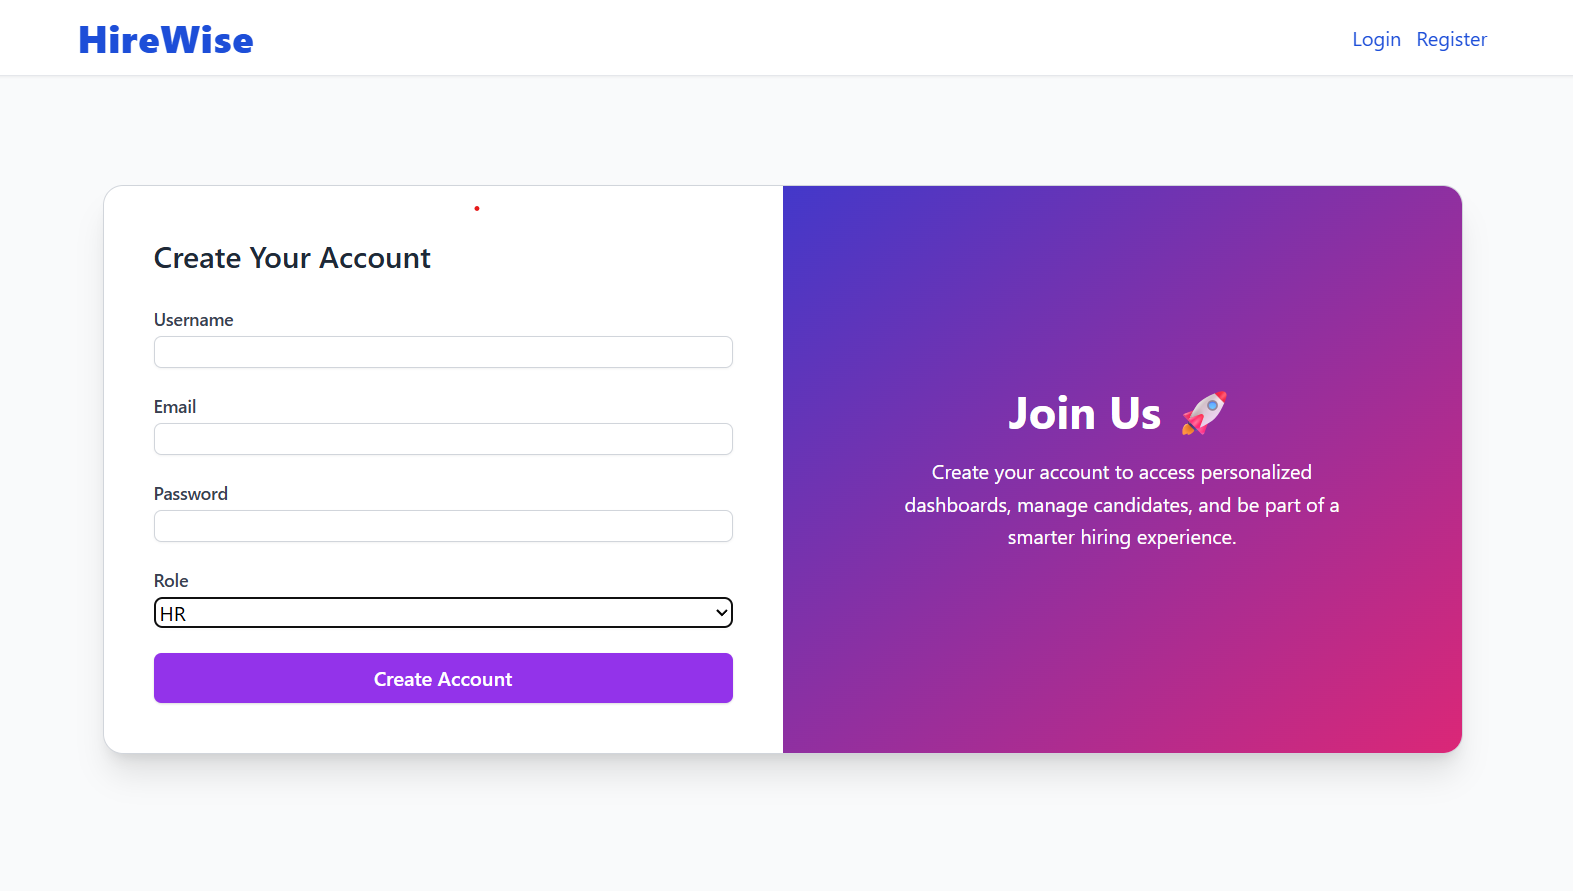 HireWise
Login Register
Create Your Account
Username
Email
Password
Role
HR
Create Account
Join Us 🚀
Create your account to access personalized
dashboards, manage candidates, and be part of a
smarter hiring experience.